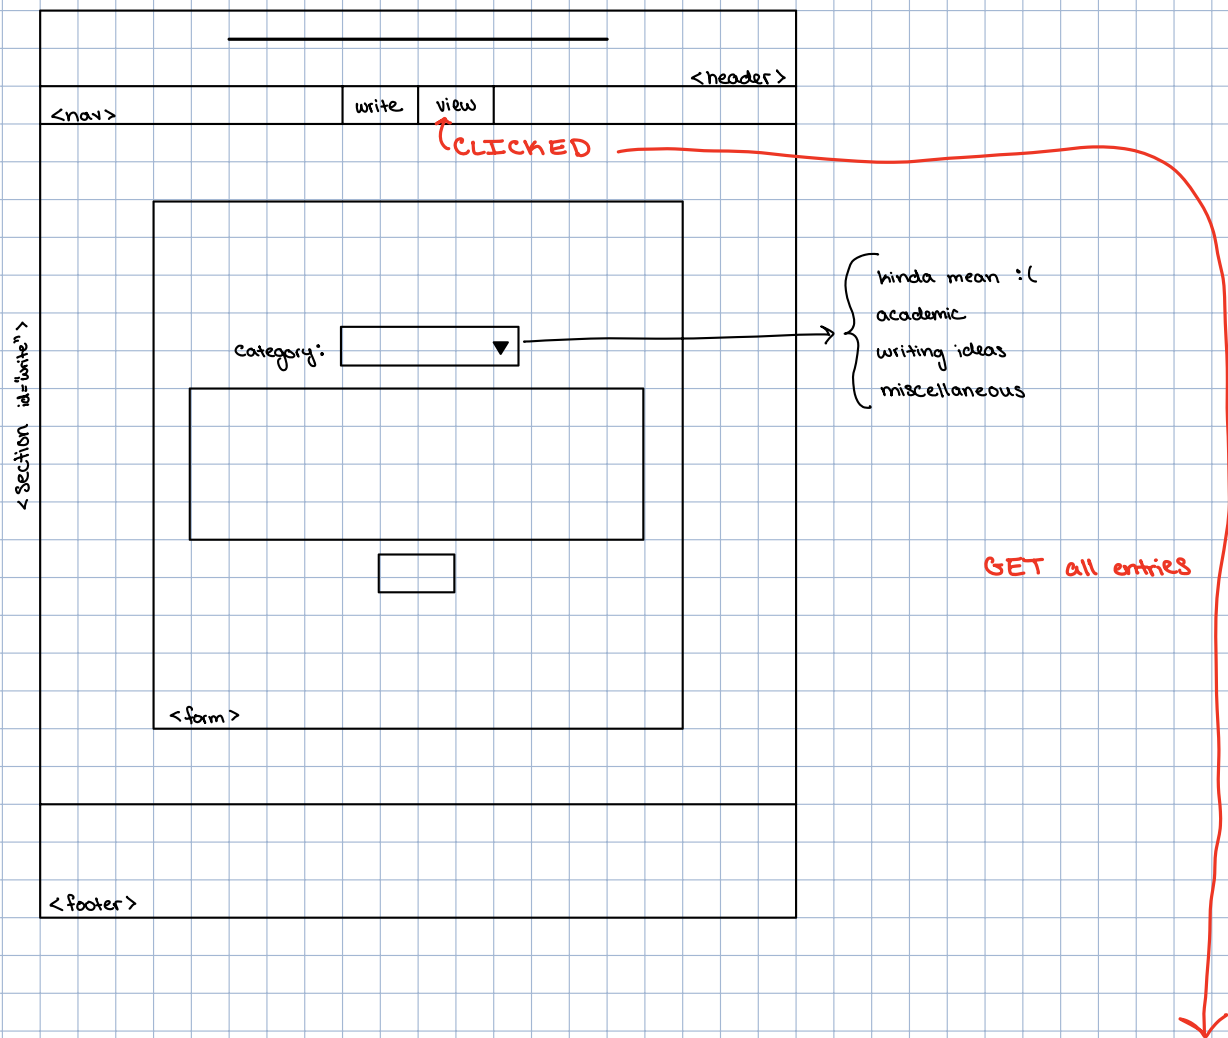 <header>
<nav>
write
view
CLICKED
kinda mean :(
academic
writing ideas
miscellaneous
Category:
<section id="write">
GET all entries
<form>
<footer>